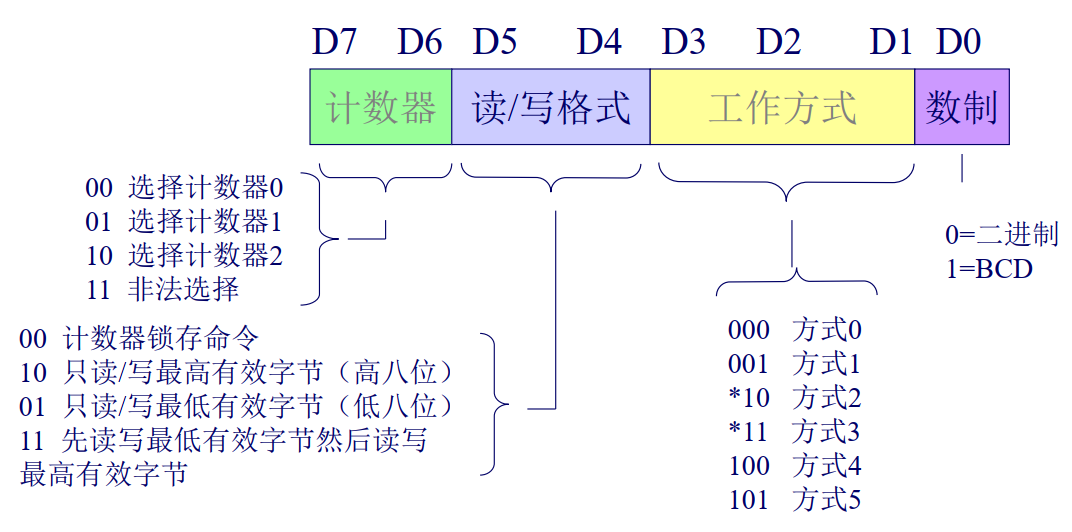 D7 D6 D5 D4 D3 D2 D1 D0
计数器 读/写格式 工作方式 数制
00 选择计数器0
01 选择计数器1
10 选择计数器2
11 非法选择
0=二进制
1=BCD
00 计数器锁存命令
10 只读/写最高有效字节（高八位）
01 只读/写最低有效字节（低八位）
11 先读写最低有效字节然后读写
最高有效字节
000 方式0
001 方式1
*10 方式2
*11 方式3
100 方式4
101 方式5